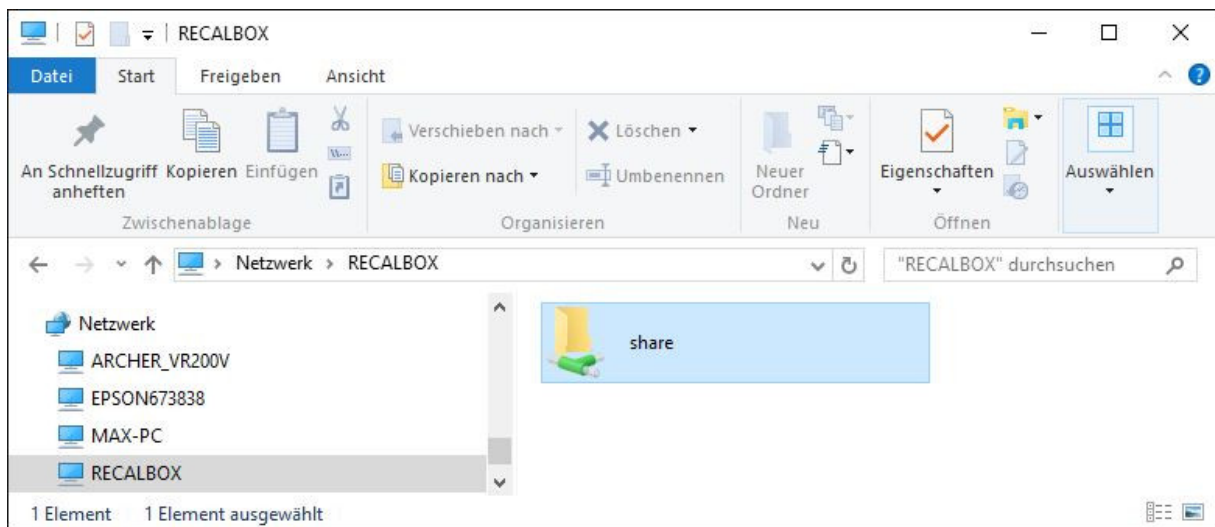 RECALBOX
Datei Start Freigeben Ansicht
An Schnellzugriff anheften
Kopieren
Einfügen
Verschieben nach
Kopieren nach
Löschen
Umbenennen
Neuer Ordner
Eigenschaften
Auswählen
Zwischenablage Organisieren Neu Öffnen
Netzwerk > RECALBOX
"RECALBOX" durchsuchen
Netzwerk
ARCHER_VR200V
EPSON673838
MAX-PC
RECALBOX
share
1 Element 1 Element ausgewählt